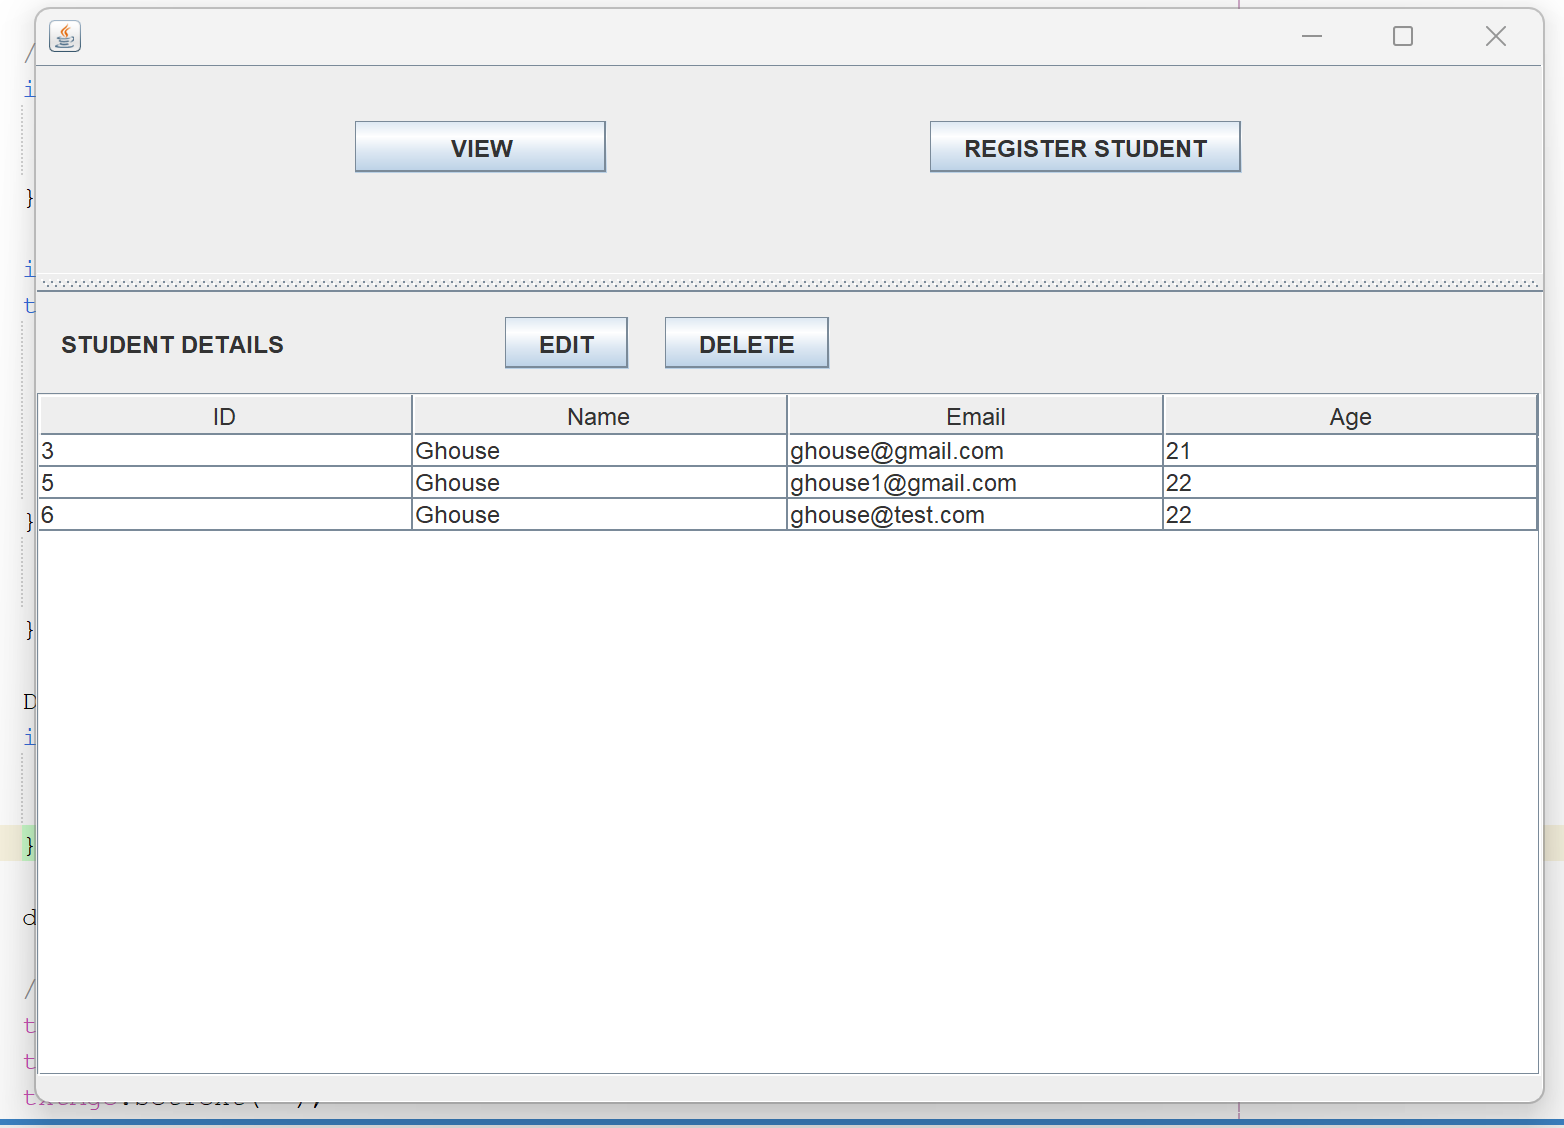 VIEW REGISTER STUDENT
STUDENT DETAILS EDIT DELETE
ID Name Email Age
3 Ghouse ghouse@gmail.com 21
5 Ghouse ghouse1@gmail.com 22
6 Ghouse ghouse@test.com 22